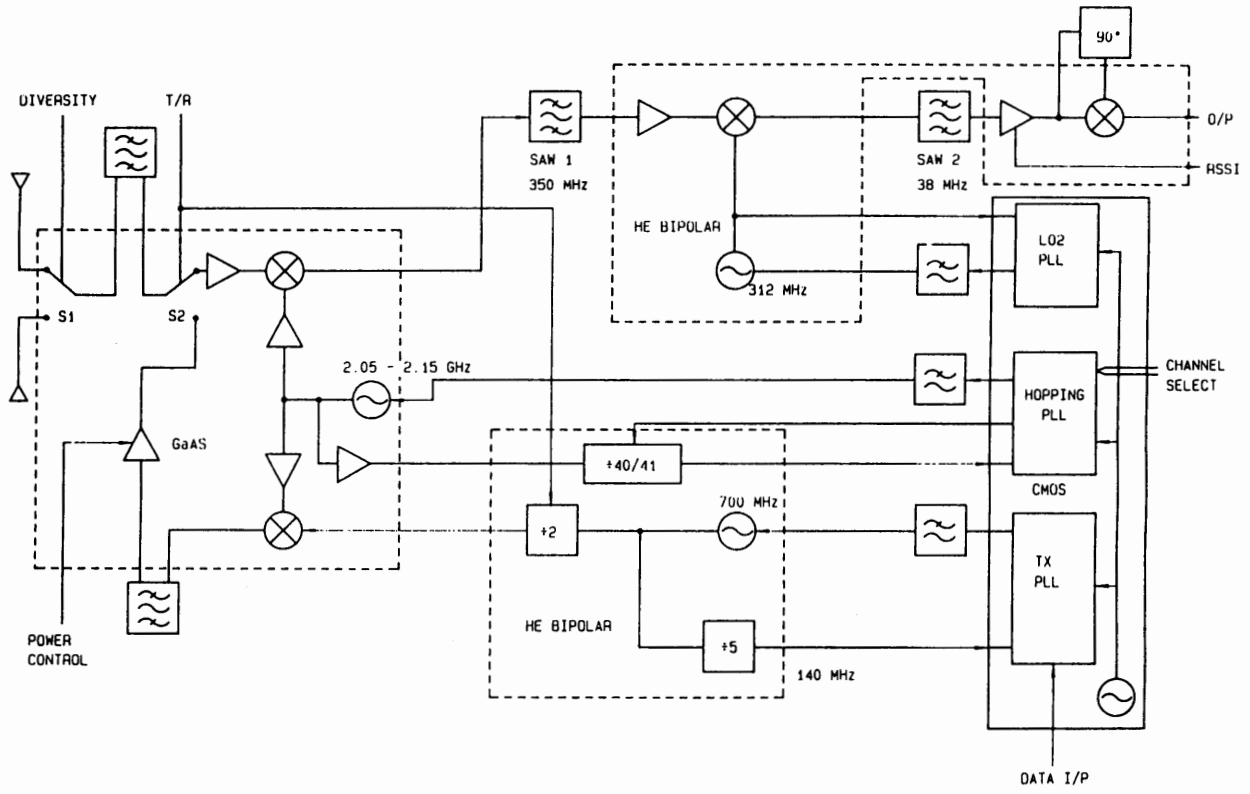 90°
DIVERSITY
T/R
O/P
SAW 1
350 MHz
SAW 2
38 MHz
RSSI
HE BIPOLAR
LO2
PLL
312 MHz
S1
S2
2.05 - 2.15 GHz
CHANNEL
SELECT
HOPPING
PLL
GaAS
÷40/41
CMOS
700 MHz
÷2
TX
PLL
HE BIPOLAR
÷5
POWER
CONTROL
140 MHz
DATA I/P